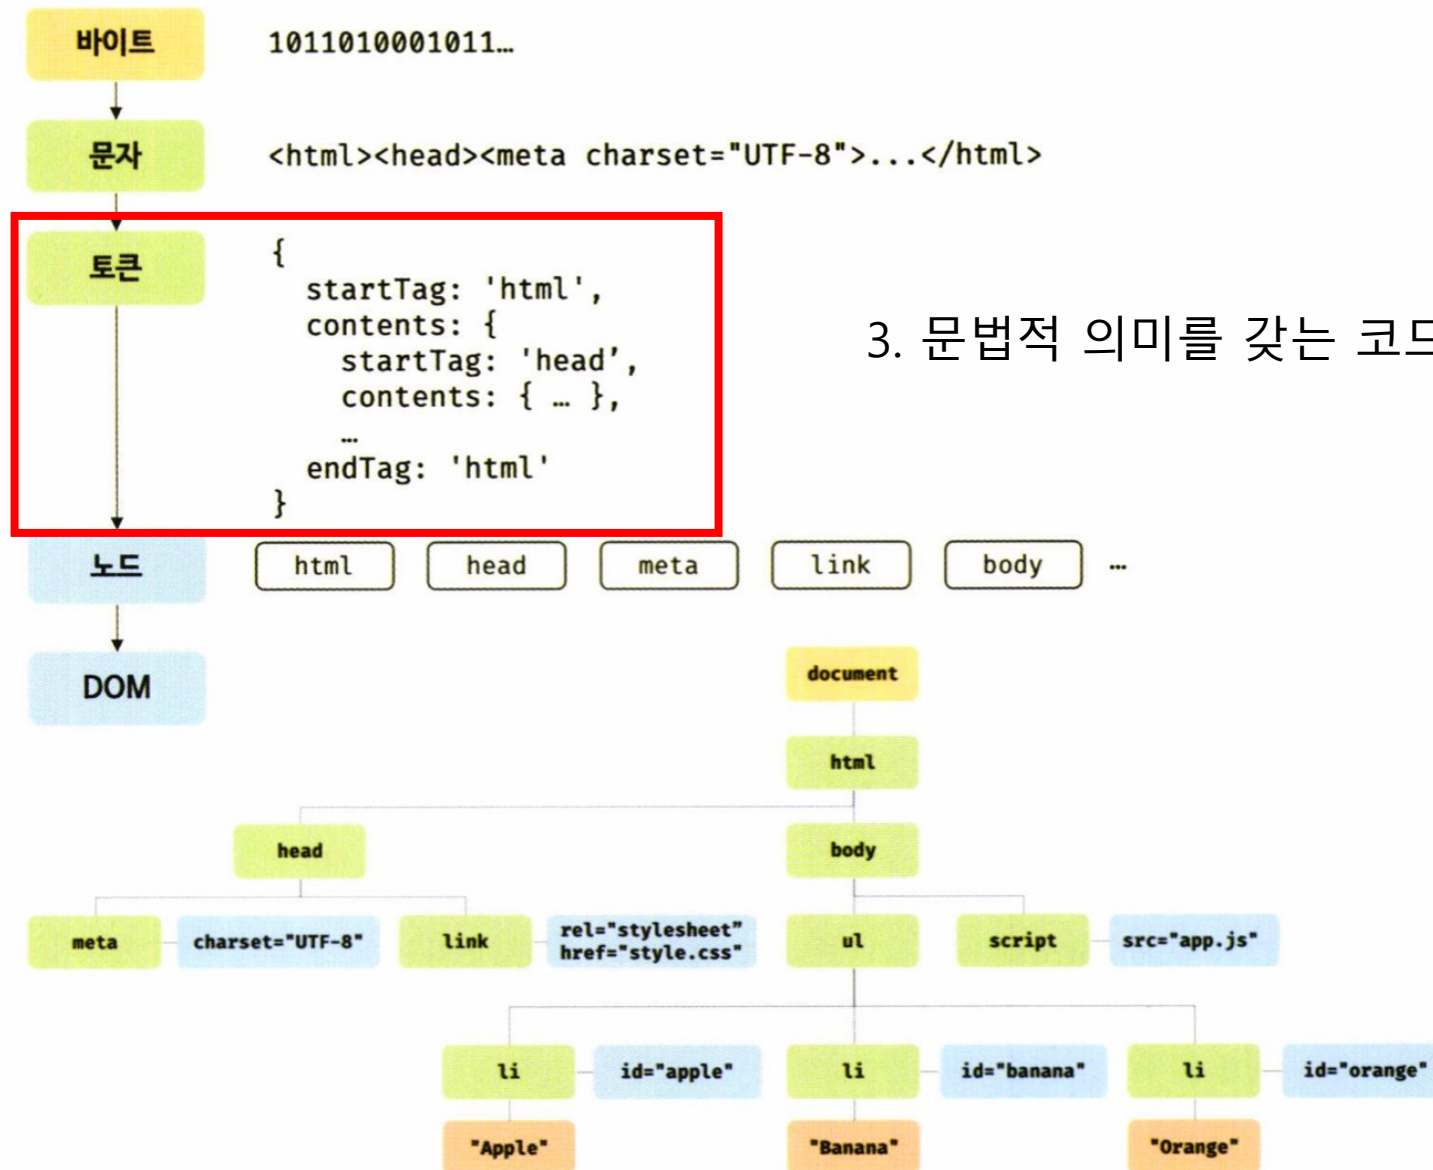 바이트
1011010001011…
문자
<html><head><meta charset="UTF-8">...</html>
토큰
{
startTag: 'html',
contents: {
startTag: 'head’,
contents: { … },
…
endTag: 'html'
}
3. 문법적 의미를 갖는 코드
노드
html head meta link body …
DOM
document
html
head body
meta charset="UTF-8" link rel="stylesheet” ul script src="app.js"
href="style.css"
li id="apple" li id="banana" li id="orange"
"Apple" "Banana" "Orange"